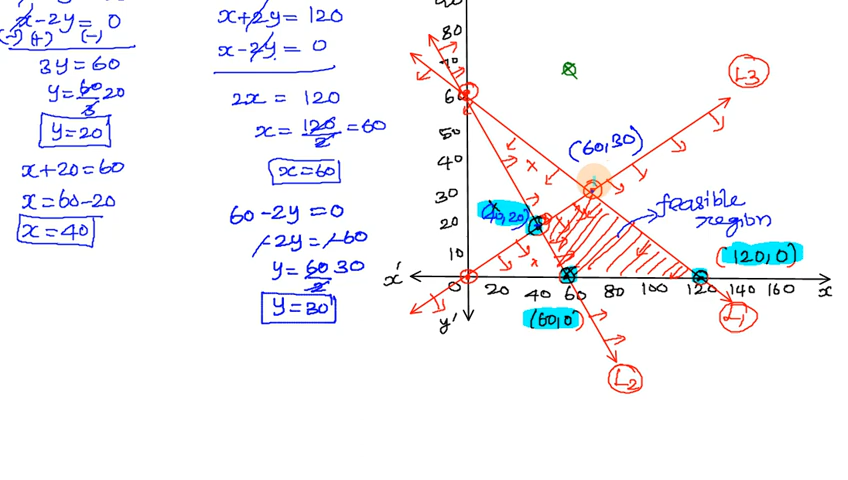 x-2y = 0
(-) (+) (-)
3y = 60
y = 60/3 20
y = 20
x+20 = 60
x = 60-20
x = 40
x+2y = 120
x-2y = 0
2x = 120
x = 120/2 = 60
x = 60
60-2y = 0
-2y = -60
y = 60/2 30
y = 30
80
70
60
50
40
30
20
10
x'
0
20
40
60
80
100
120
140
160
x
y'
L3
(60,30)
(40,20)
feasible
region
(120,0)
(60,0)
L1
L2